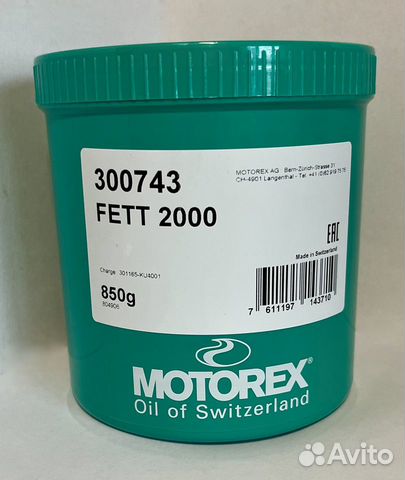 300743
FETT 2000
MOTOREX AG Bern-Zürich-Strasse 31
CH-4901 Langenthal - Tel. +41 (0)62 919 75 75
EAC
Made in Switzerland
Charge: 301165-KU4001
850g
804906
7 611197 143710
MOTOREX®
Oil of Switzerland
Avito